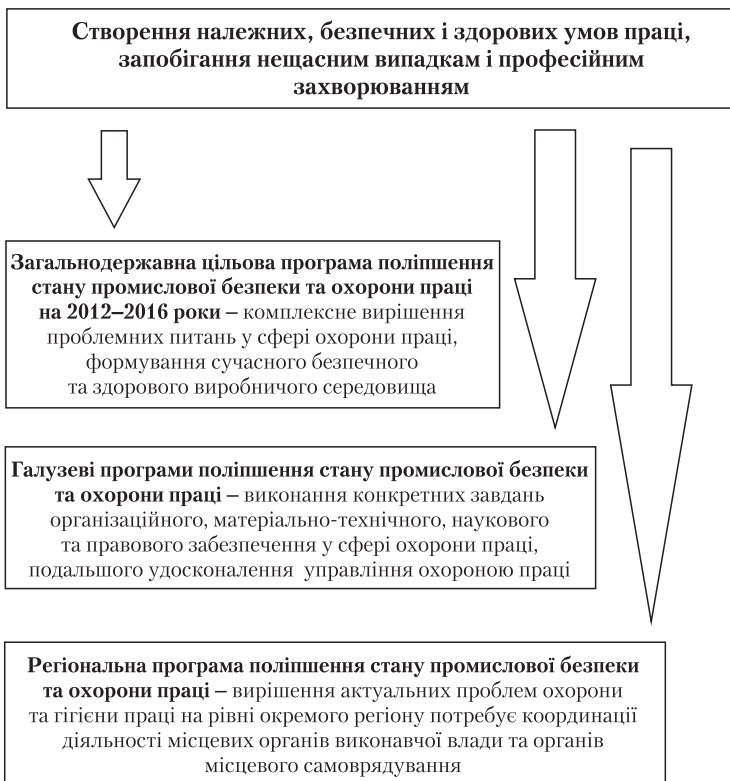 Створення належних, безпечних і здорових умов праці,
запобігання нещасним випадкам і професійним
захворюванням
Загальнодержавна цільова програма поліпшення
стану промислової безпеки та охорони праці
на 2012–2016 роки – комплексне вирішення
проблемних питань у сфері охорони праці,
формування сучасного безпечного
та здорового виробничого середовища
Галузеві програми поліпшення стану промислової безпеки
та охорони праці – виконання конкретних завдань
організаційного, матеріально-технічного, наукового
та правового забезпечення у сфері охорони праці,
подальшого удосконалення управління охороною праці
Регіональна програма поліпшення стану промислової безпеки
та охорони праці – вирішення актуальних проблем охорони
та гігієни праці на рівні окремого регіону потребує координації
діяльності місцевих органів виконавчої влади та органів
місцевого самоврядування